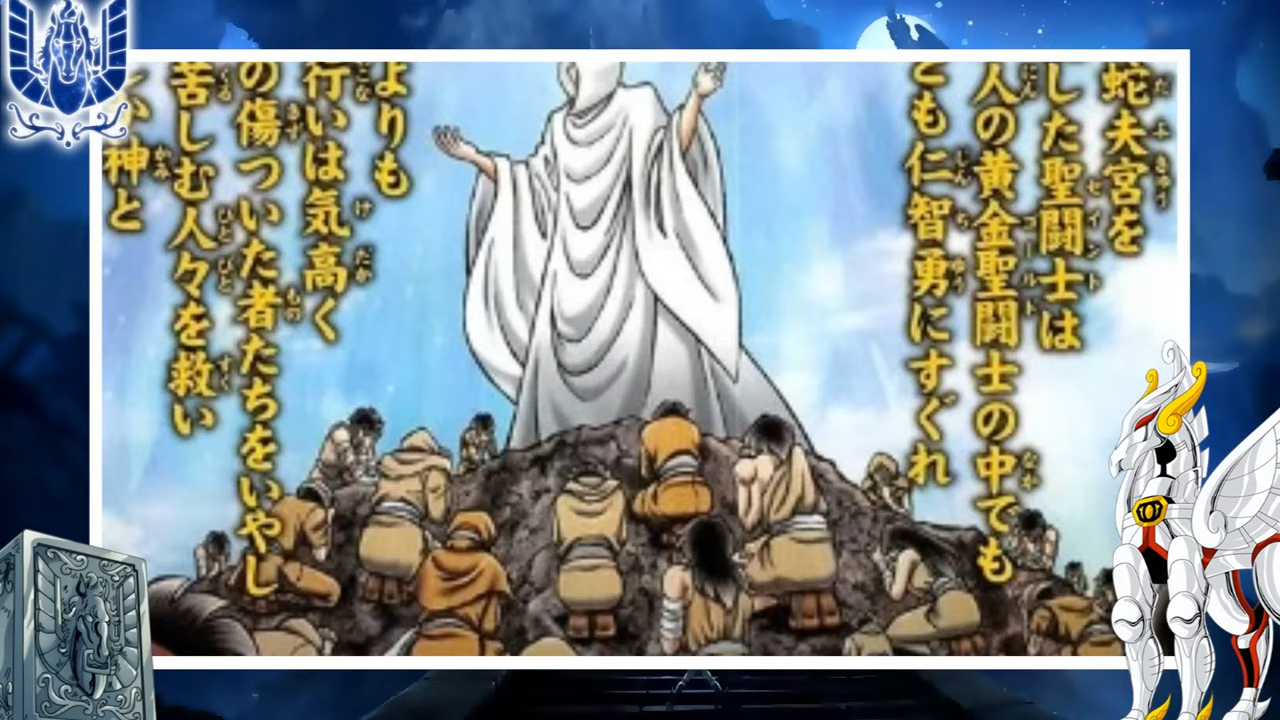 蛇夫宮を
した聖闘士は
人の黄金聖闘士の中でも
とも仁智勇にすぐれ
よりも
行いは気高く
の傷ついた者たちをいやし
苦しむ人々を救い
神と